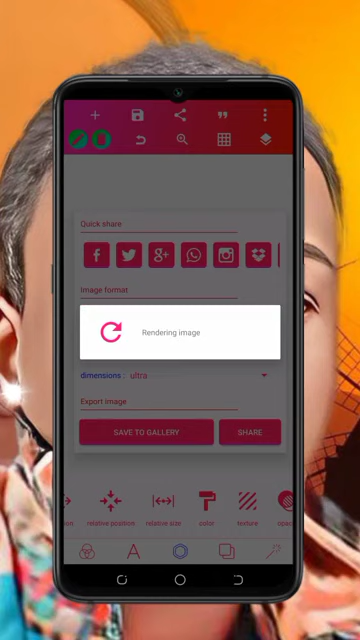 Quick share
Image format
Rendering image
dimensions : ultra
Export image
SAVE TO GALLERY
SHARE
relative position
relative size
color
texture